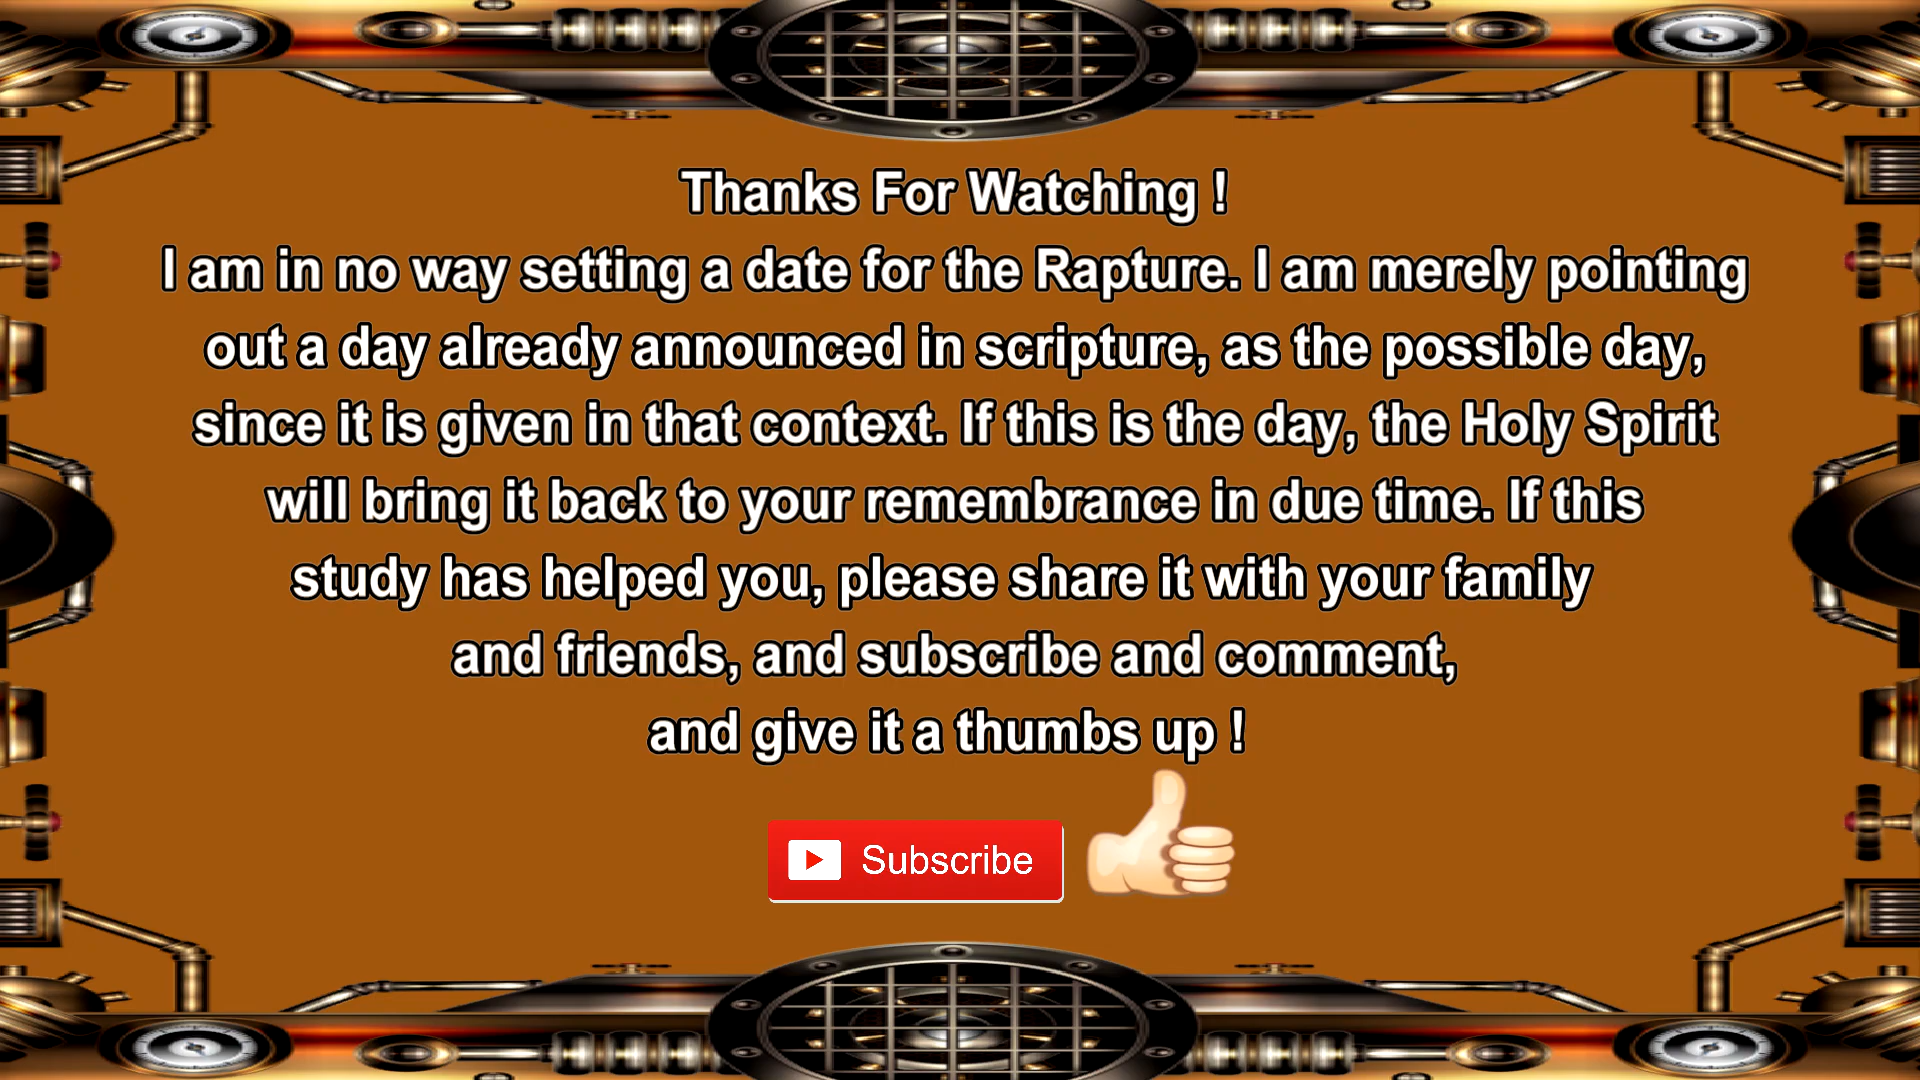 Thanks For Watching !
I am in no way setting a date for the Rapture. I am merely pointing
out a day already announced in scripture, as the possible day,
since it is given in that context. If this is the day, the Holy Spirit
will bring it back to your remembrance in due time. If this
study has helped you, please share it with your family
and friends, and subscribe and comment,
and give it a thumbs up !
Subscribe